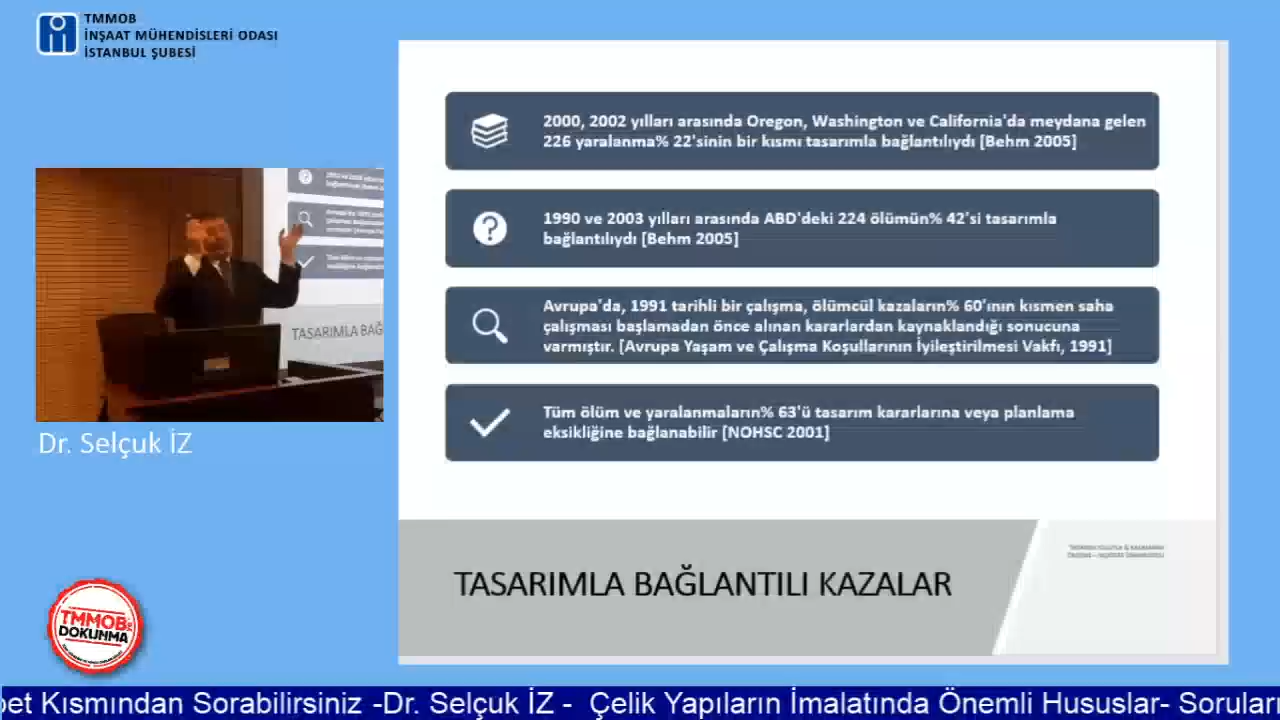 TMMOB
İNŞAAT MÜHENDİSLERİ ODASI
İSTANBUL ŞUBESİ
2000, 2002 yılları arasında Oregon, Washington ve California'da meydana gelen
226 yaralanma% 22'sinin bir kısmı tasarımla bağlantılıydı [Behm 2005]
1990 ve 2003 yılları arasında ABD'deki 224 ölümün% 42'si tasarımla
bağlantılıydı [Behm 2005]
Avrupa'da, 1991 tarihli bir çalışma, ölümcül kazaların% 60'ının kısmen saha
çalışması başlamadan önce alınan kararlardan kaynaklandığı sonucuna
varmıştır. [Avrupa Yaşam ve Çalışma Koşullarının İyileştirilmesi Vakfı, 1991]
Tüm ölüm ve yaralanmaların% 63'ü tasarım kararlarına veya planlama
eksikliğine bağlanabilir [NOHSC 2001]
TASARIMLA BAĞLANTILI KAZALAR
TASARIMLA BAĞ
Dr. Selçuk İZ
TMMOB
DOKUNMA
pet Kısmından Sorabilirsiniz -Dr. Selçuk İZ - Çelik Yapıların İmalatında Önemli Hususlar- Soruları